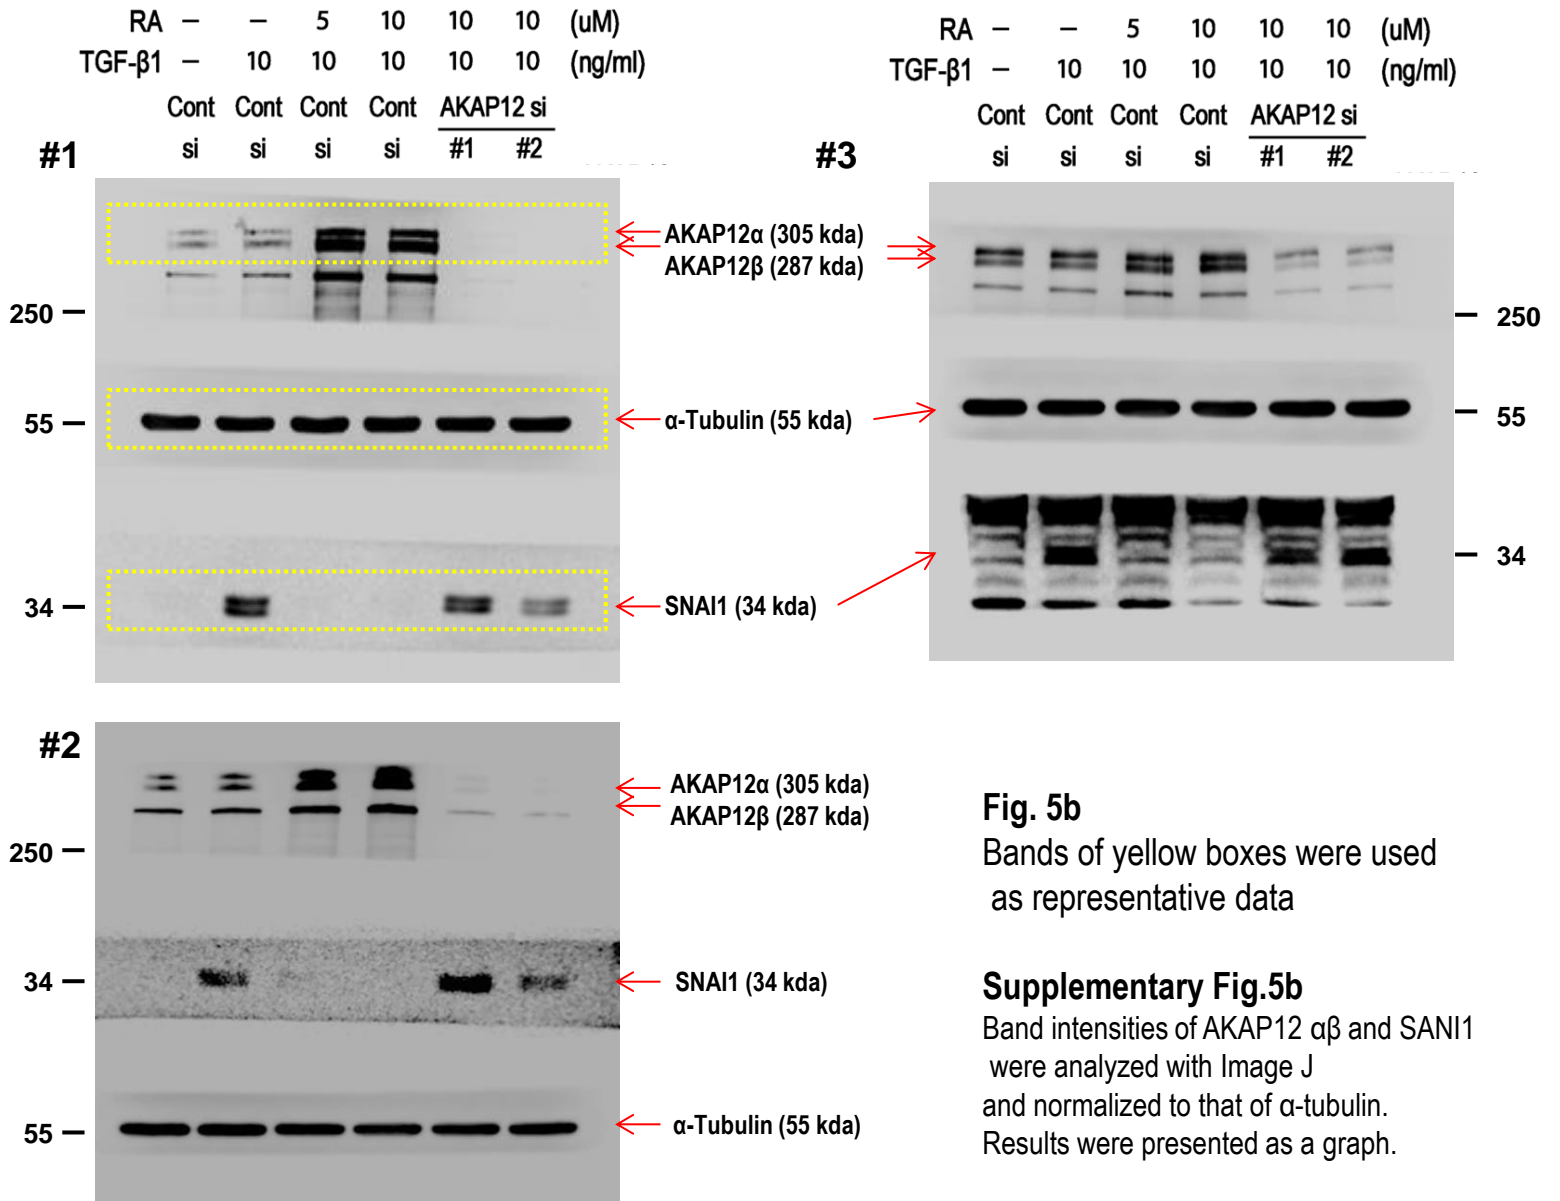 RA – – 5 10 10 10 (uM)
TGF-β1 – 10 10 10 10 10 (ng/ml)
Cont Cont Cont Cont AKAP12 si
si si si si #1 #2
#1
AKAP12α (305 kda)
AKAP12β (287 kda)
250
55
α-Tubulin (55 kda)
34
SNAI1 (34 kda)
RA – – 5 10 10 10 (uM)
TGF-β1 – 10 10 10 10 10 (ng/ml)
Cont Cont Cont Cont AKAP12 si
si si si si #1 #2
#3
250
55
34
#2
AKAP12α (305 kda)
AKAP12β (287 kda)
250
34
SNAI1 (34 kda)
55
α-Tubulin (55 kda)
Fig. 5b
Bands of yellow boxes were used
as representative data
Supplementary Fig.5b
Band intensities of AKAP12 αβ and SANI1
were analyzed with Image J
and normalized to that of α-tubulin.
Results were presented as a graph.